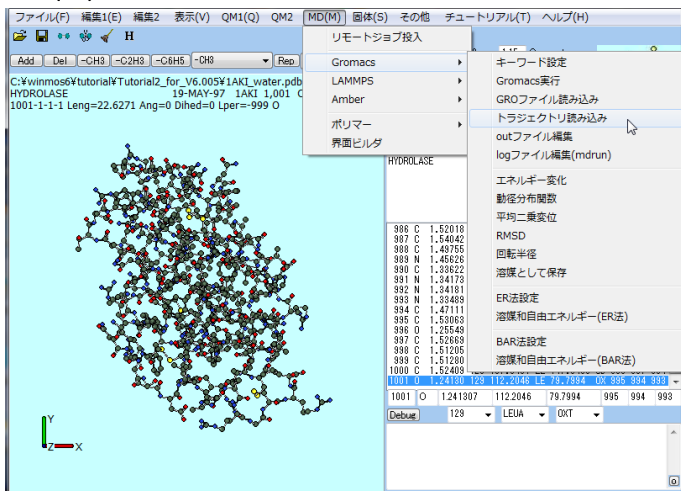 ファイル(F) 編集1(E) 編集2 表示(V) QM1(Q) QM2 MD(M) 固体(S) その他 チュートリアル(T) ヘルプ(H)
H
Add Del -CH3 -C2H3 -C6H5 -CH3 Rep
C:¥winmos6¥tutorial¥Tutorial2_for_V6.005¥1AKI_water.pdb
HYDROLASE 19-MAY-97 1AKI 1,001
1001-1-1-1 Leng=22.6271 Ang=0 Dihed=0 Lper=-999 O
リモートジョブ投入
Gromacs
LAMMPS
Amber
ポリマー
界面ビルダ
キーワード設定
Gromacs実行
GROファイル読み込み
トラジェクトリ読み込み
outファイル編集
logファイル編集(mdrun)
エネルギー変化
動径分布関数
平均二乗変位
RMSD
回転半径
溶媒として保存
ER法設定
溶媒和自由エネルギー(ER法)
BAR法設定
溶媒和自由エネルギー(BAR法)
HYDROLASE
986 C 1.52018
987 C 1.54042
988 C 1.49755
989 N 1.45626
990 C 1.33622
991 N 1.34173
992 N 1.34181
993 N 1.33489
994 C 1.47111
995 C 1.53063
996 O 1.25549
997 C 1.52669
998 C 1.51205
999 C 1.51280
1000 C 1.52409
1001 O 1.24130 129 112.2046 LE 79.7994 OX 995 994 993
1001 O 1.241307 112.2046 79.7994 995 994 993
Debug 129 LEUA OXT
Y
Z X